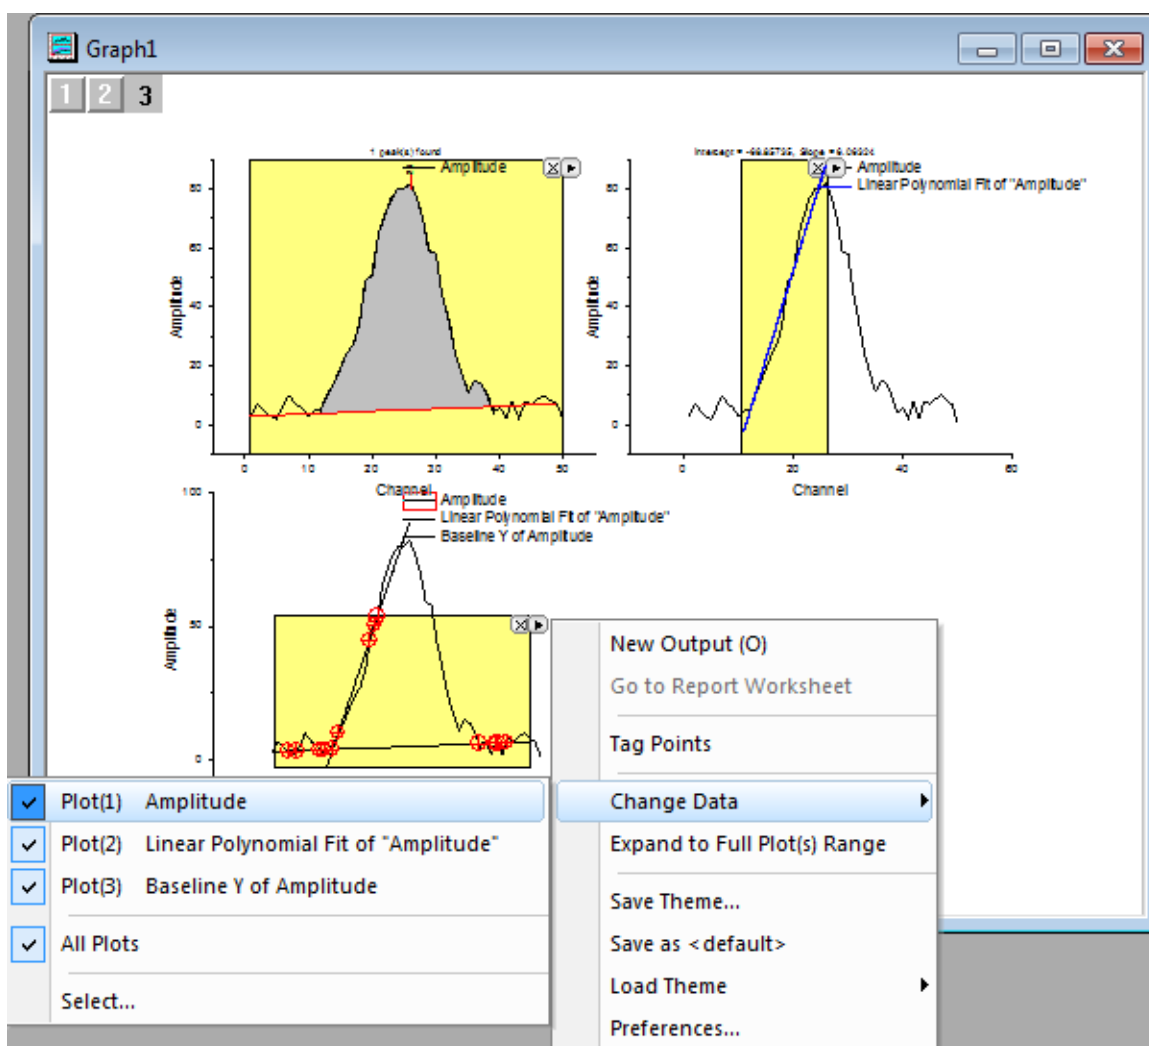 Graph1
1 2 3
1 peak(s) found
Amplitude
80
60
40
20
0
Amplitude
0 10 20 30 40 50
Channel
Amplitude
Linear Polynomial Fit of "Amplitude"
80
60
40
20
0
Amplitude
0 20 40 60
Channel
100
50
0
Amplitude
Amplitude
Linear Polynomial Fit of "Amplitude"
Baseline Y of Amplitude
New Output (O)
Go to Report Worksheet
Tag Points
Change Data
Expand to Full Plot(s) Range
Save Theme...
Save as <default>
Load Theme
Preferences...
Plot(1) Amplitude
Plot(2) Linear Polynomial Fit of "Amplitude"
Plot(3) Baseline Y of Amplitude
All Plots
Select...